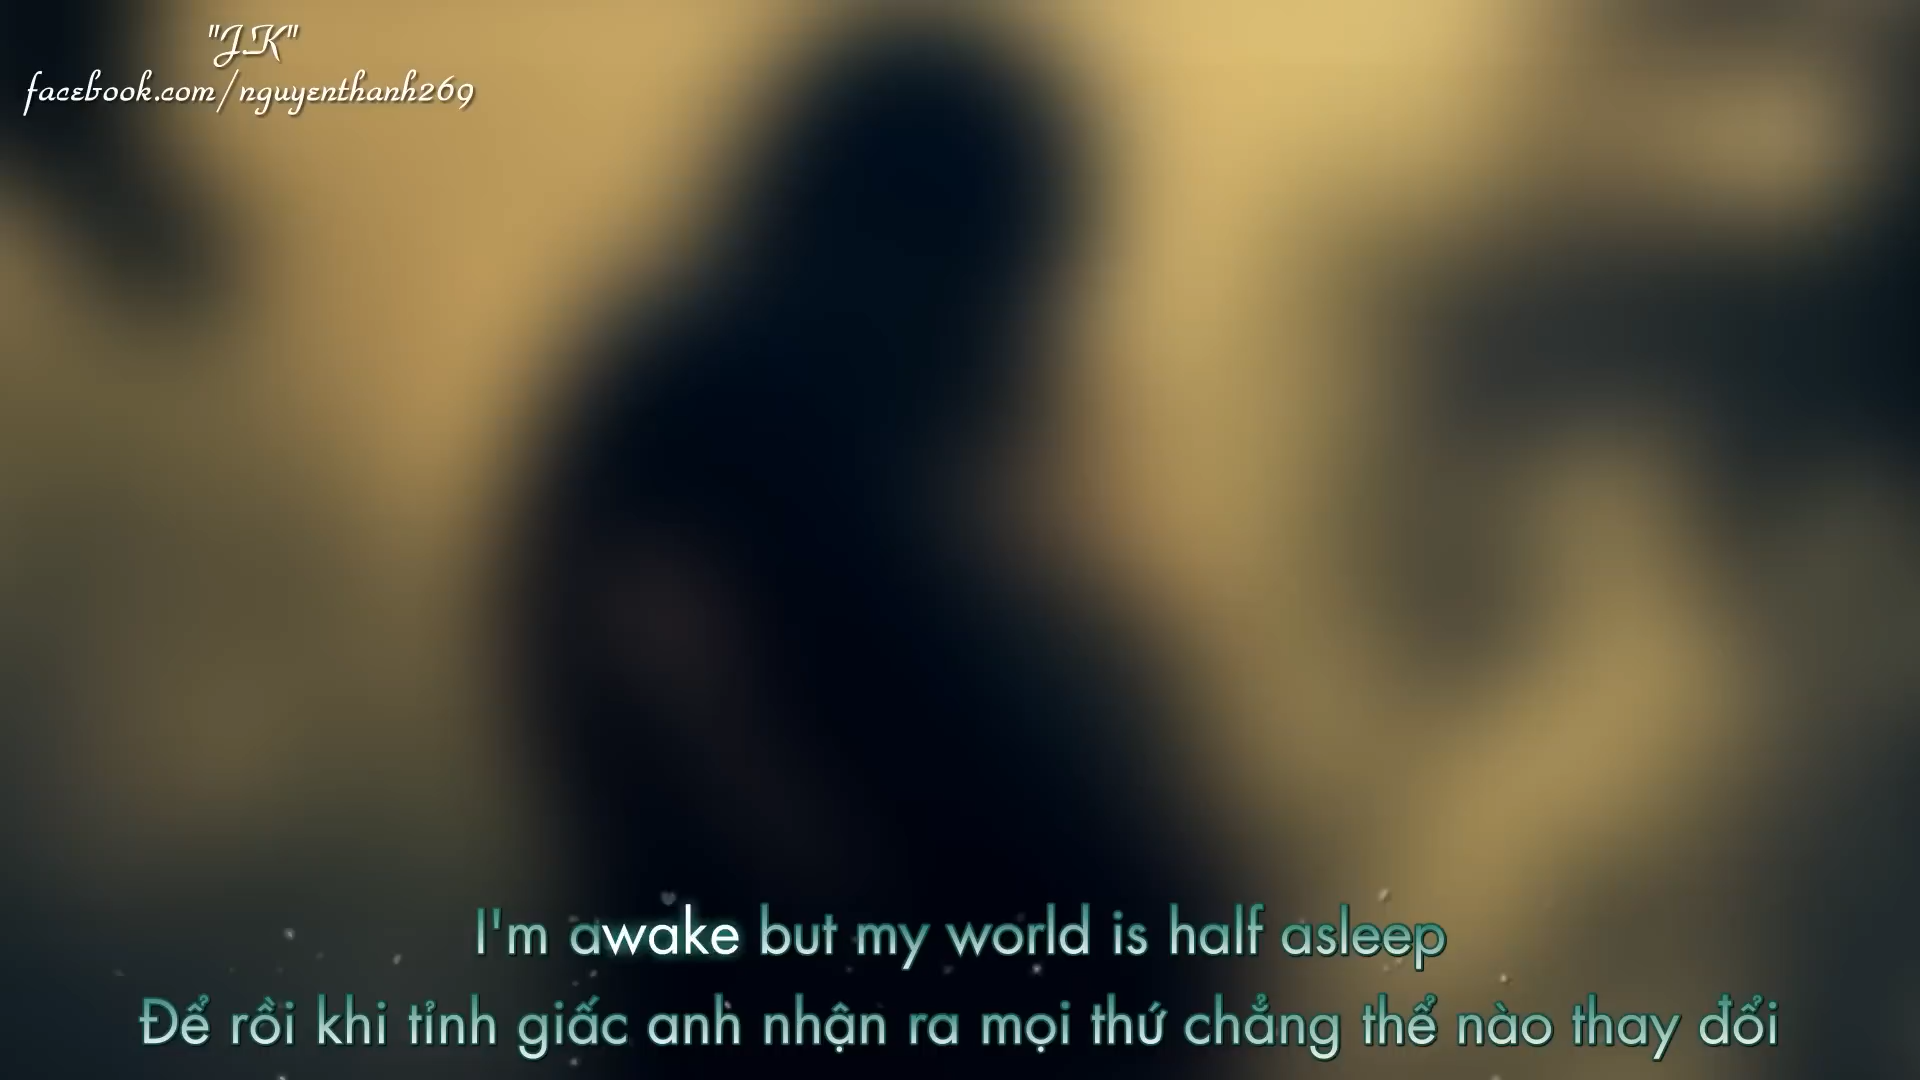 "J.K"
facebook.com/nguyenthanh269
I'm awake but my world is half asleep
Để rồi khi tỉnh giấc anh nhận ra mọi thứ chẳng thể nào thay đổi